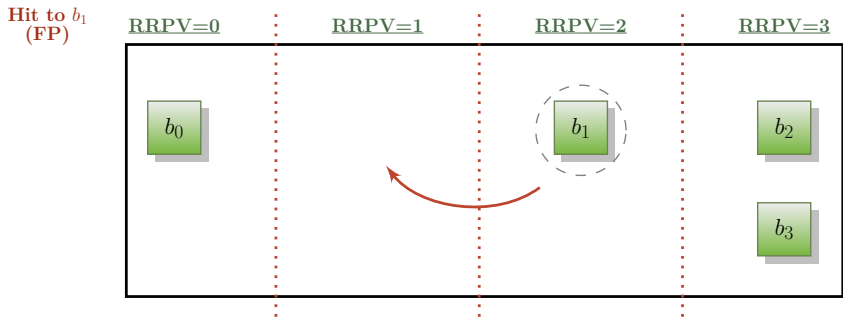 Hit to b₁
(FP)
RRPV=0 RRPV=1 RRPV=2 RRPV=3
b₀ b₁ b₂
b₃